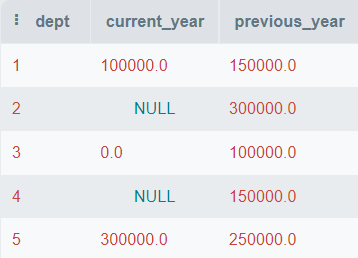 dept current_year previous_year
1 100000.0 150000.0
2 NULL 300000.0
3 0.0 100000.0
4 NULL 150000.0
5 300000.0 250000.0